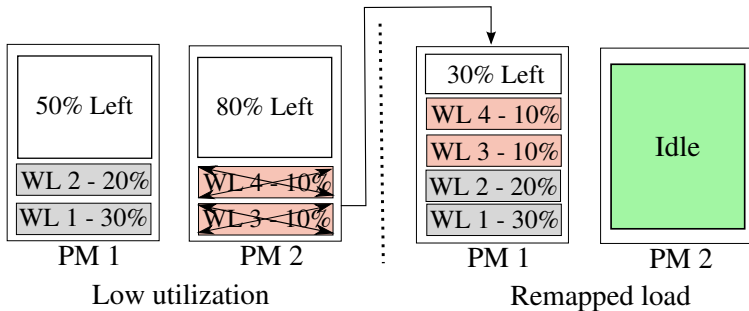 50% Left
WL 2 - 20%
WL 1 - 30%
PM 1
80% Left
WL 4 - 10%
WL 3 - 10%
PM 2
Low utilization
30% Left
WL 4 - 10%
WL 3 - 10%
WL 2 - 20%
WL 1 - 30%
PM 1
Idle
PM 2
Remapped load